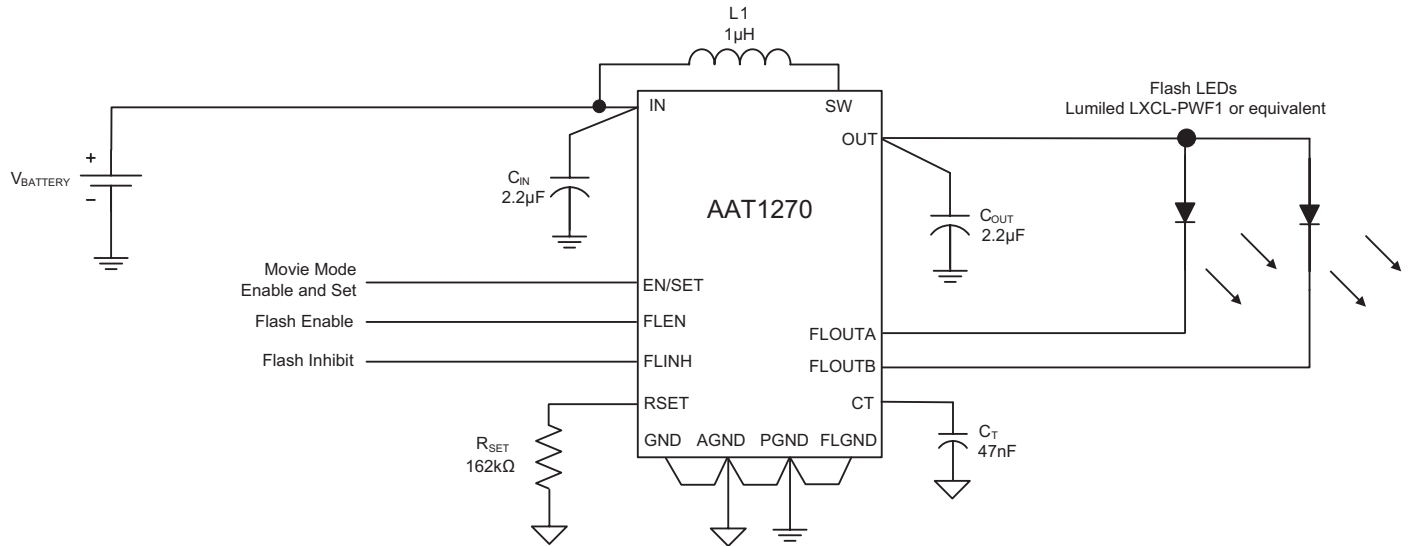 L1
1µH
IN
SW
Flash LEDs
Lumiled LXCL-PWF1 or equivalent
OUT
+
VBATTERY
−
CIN
2.2µF
AAT1270
COUT
2.2µF
Movie Mode
Enable and Set
EN/SET
Flash Enable
FLEN
FLOUTA
Flash Inhibit
FLINH
FLOUTB
RSET
CT
RSET
162kΩ
GND AGND PGND FLGND
CT
47nF